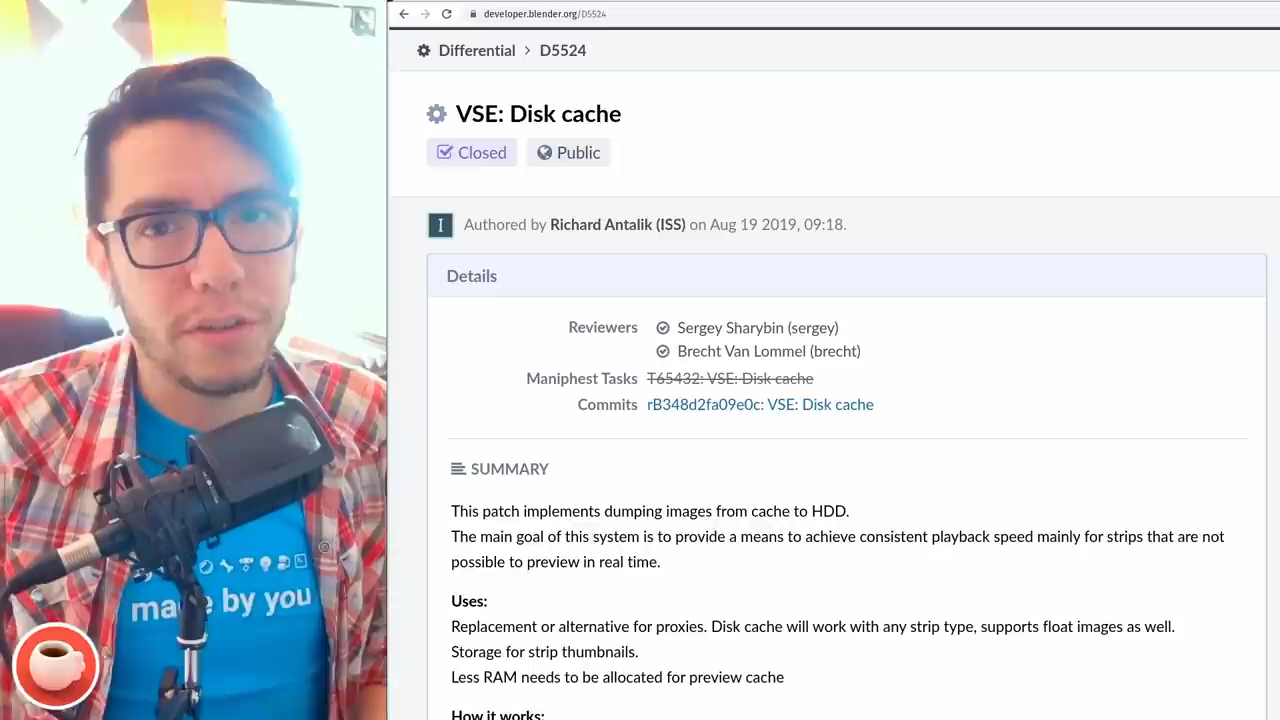 developer.blender.org/D5524
Differential > D5524
VSE: Disk cache
Closed Public
I Authored by Richard Antalik (ISS) on Aug 19 2019, 09:18.
Details
Reviewers Sergey Sharybin (sergey)
Brecht Van Lommel (brecht)
Maniphest Tasks T65432: VSE: Disk cache
Commits rB348d2fa09e0c: VSE: Disk cache
SUMMARY
This patch implements dumping images from cache to HDD.
The main goal of this system is to provide a means to achieve consistent playback speed mainly for strips that are not
possible to preview in real time.
Uses:
Replacement or alternative for proxies. Disk cache will work with any strip type, supports float images as well.
Storage for strip thumbnails.
Less RAM needs to be allocated for preview cache
How it works:
made by you